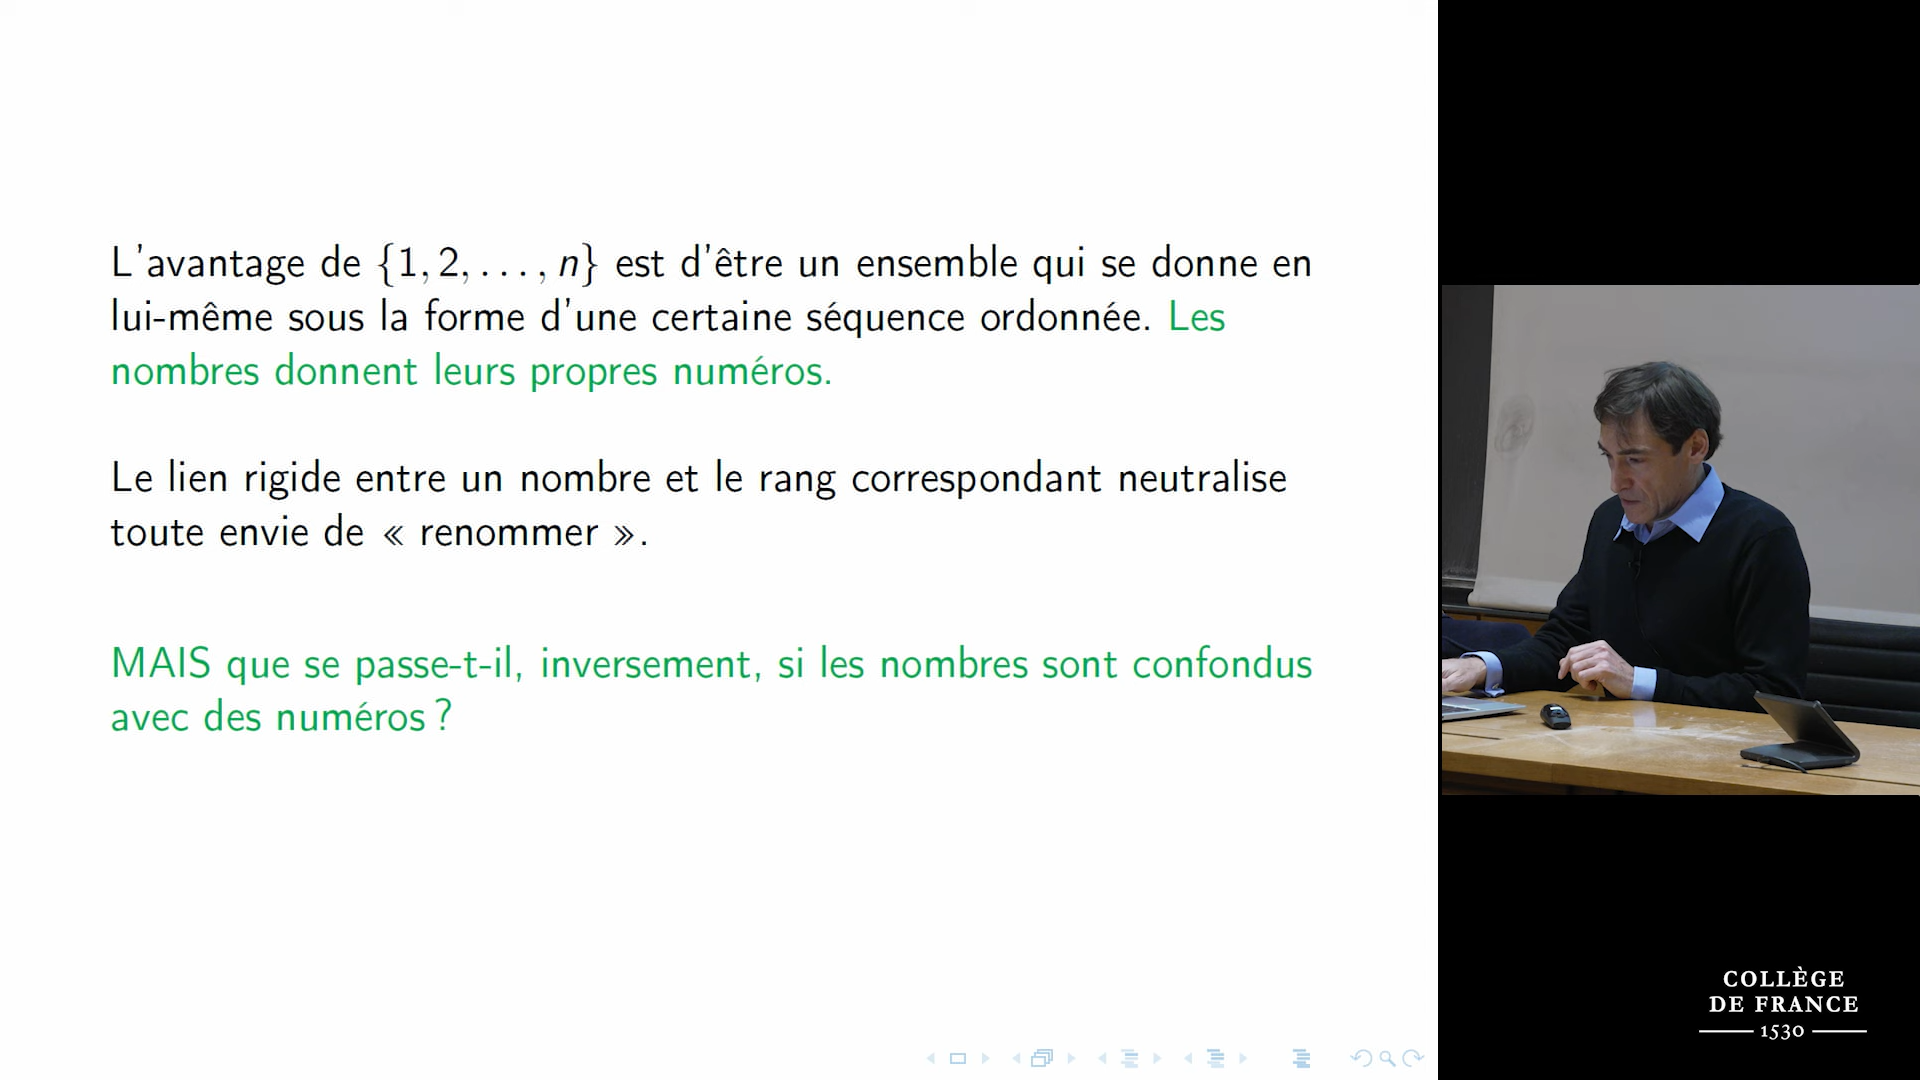 L'avantage de {1, 2, . . . , n} est d'être un ensemble qui se donne en
lui-même sous la forme d'une certaine séquence ordonnée. Les
nombres donnent leurs propres numéros.
Le lien rigide entre un nombre et le rang correspondant neutralise
toute envie de « renommer ».
MAIS que se passe-t-il, inversement, si les nombres sont confondus
avec des numéros ?
COLLÈGE
DE FRANCE
1530